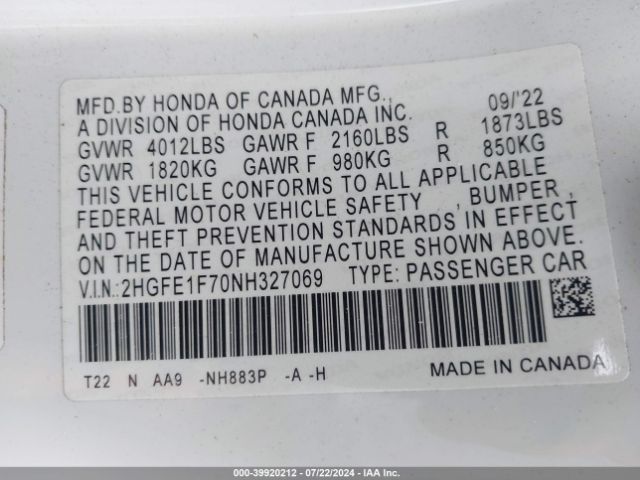 MFD.BY HONDA OF CANADA MFG., 09/'22
A DIVISION OF HONDA CANADA INC.
GVWR 4012LBS GAWR F 2160LBS R 1873LBS
GVWR 1820KG GAWR F 980KG R 850KG
THIS VEHICLE CONFORMS TO ALL APPLICABLE
FEDERAL MOTOR VEHICLE SAFETY , BUMPER ,
AND THEFT PREVENTION STANDARDS IN EFFECT
ON THE DATE OF MANUFACTURE SHOWN ABOVE.
V.I.N.:2HGFE1F70NH327069 TYPE: PASSENGER CAR
T22 N AA9 -NH883P -A -H MADE IN CANADA
000-39920212 - 07/22/2024 - IAA Inc.